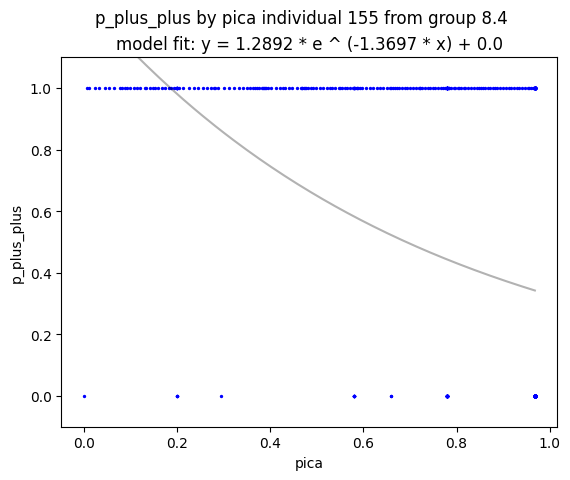 p_plus_plus by pica individual 155 from group 8.4
model fit: y = 1.2892 * e ^ (-1.3697 * x) + 0.0
1.0
0.8
0.6
0.4
0.2
0.0
p_plus_plus
0.0 0.2 0.4 0.6 0.8 1.0
pica